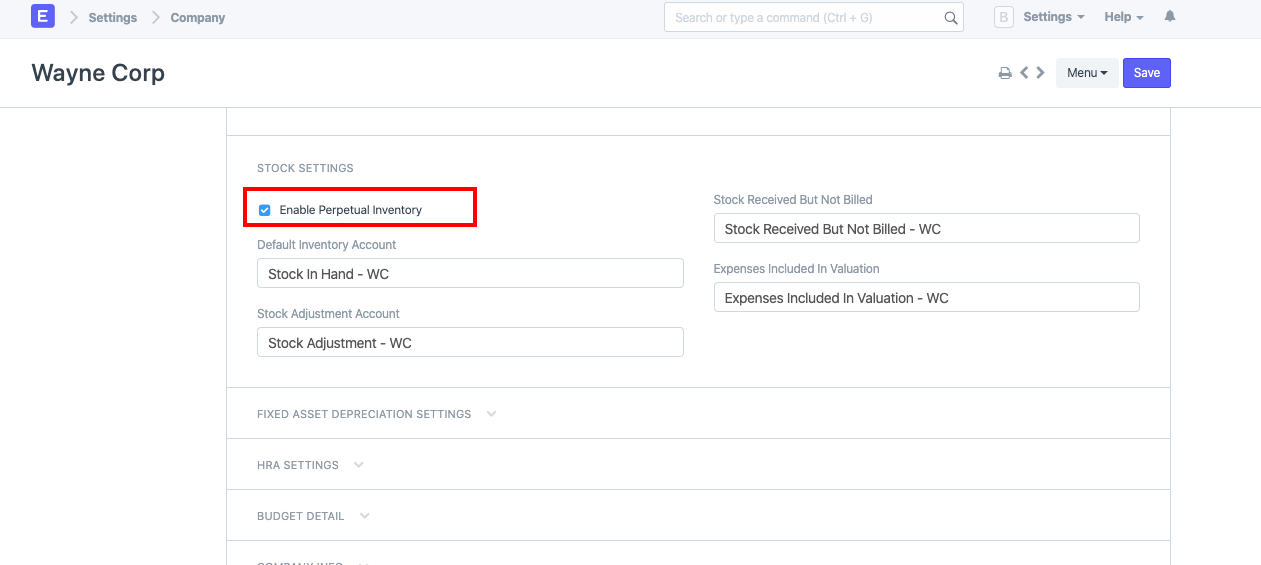 E Settings Company Search or type a command (Ctrl + G) B Settings Help
Wayne Corp Menu Save
STOCK SETTINGS
Enable Perpetual Inventory
Default Inventory Account
Stock In Hand - WC
Stock Adjustment Account
Stock Adjustment - WC
Stock Received But Not Billed
Stock Received But Not Billed - WC
Expenses Included In Valuation
Expenses Included In Valuation - WC
FIXED ASSET DEPRECIATION SETTINGS
HRA SETTINGS
BUDGET DETAIL
COMPANY INFO